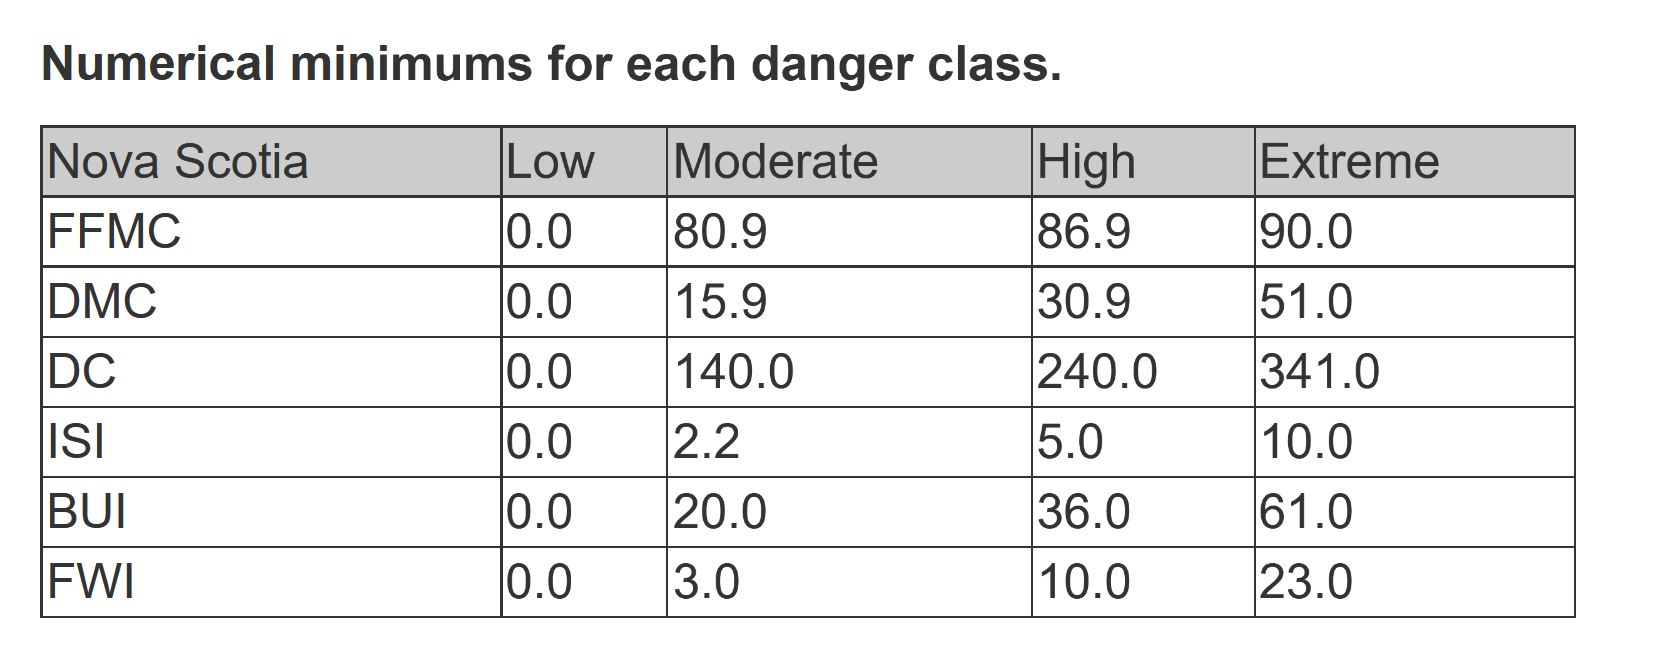 Numerical minimums for each danger class.
Nova Scotia Low Moderate High Extreme
FFMC 0.0 80.9 86.9 90.0
DMC 0.0 15.9 30.9 51.0
DC 0.0 140.0 240.0 341.0
ISI 0.0 2.2 5.0 10.0
BUI 0.0 20.0 36.0 61.0
FWI 0.0 3.0 10.0 23.0